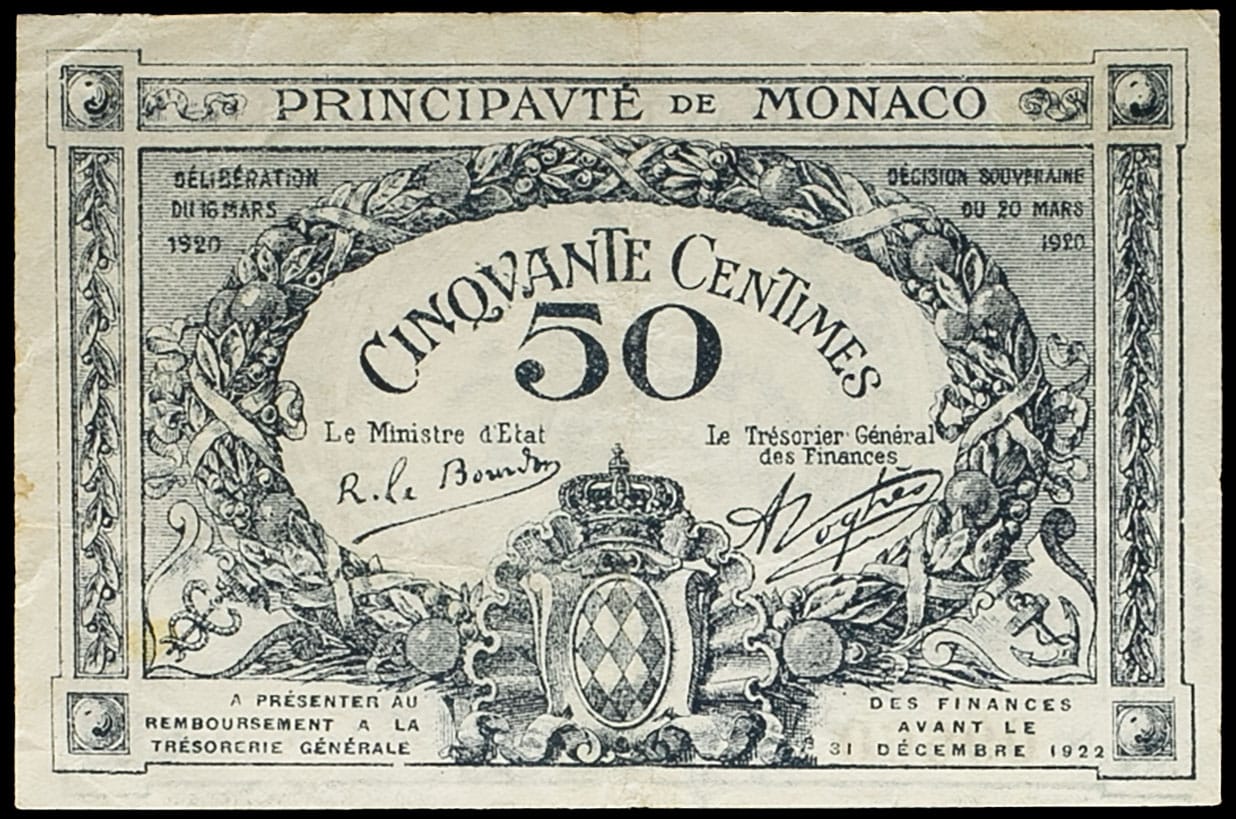 PRINCIPAVTÉ DE MONACO
DÉLIBÉRATION
DU 16 MARS
1920
DÉCISION SOUVERAINE
DU 20 MARS
1920
CINQVANTE CENTIMES
50
Le Ministre d'Etat
R. le Bourdon
Le Trésorier Général
des Finances
A PRÉSENTER AU
REMBOURSEMENT A LA
TRÉSORERIE GÉNÉRALE
DES FINANCES
AVANT LE
31 DÉCEMBRE 1922